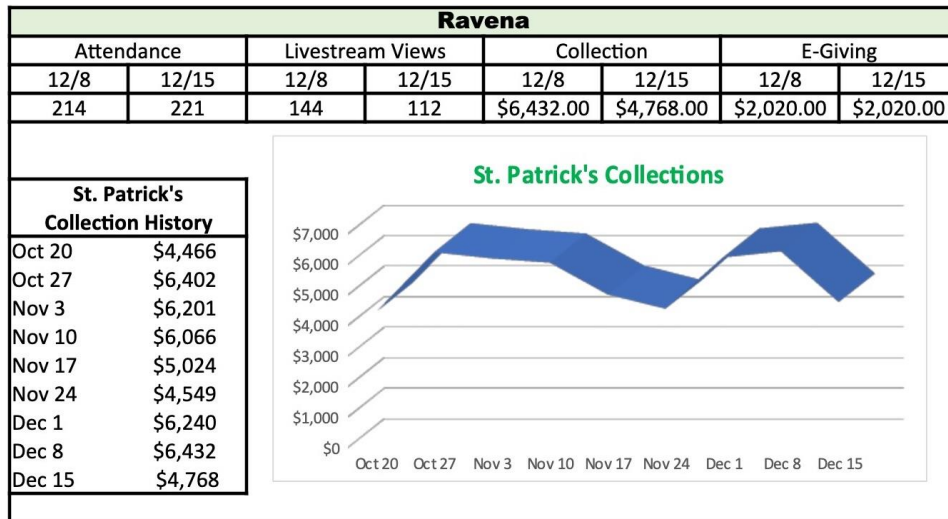 Ravena
Attendance Livestream Views Collection E-Giving
12/8 12/15 12/8 12/15 12/8 12/15 12/8 12/15
214 221 144 112 $6,432.00 $4,768.00 $2,020.00 $2,020.00
St. Patrick's
Collection History
Oct 20 $4,466
Oct 27 $6,402
Nov 3 $6,201
Nov 10 $6,066
Nov 17 $5,024
Nov 24 $4,549
Dec 1 $6,240
Dec 8 $6,432
Dec 15 $4,768
St. Patrick's Collections
$7,000
$6,000
$5,000
$4,000
$3,000
$2,000
$1,000
$0
Oct 20 Oct 27 Nov 3 Nov 10 Nov 17 Nov 24 Dec 1 Dec 8 Dec 15